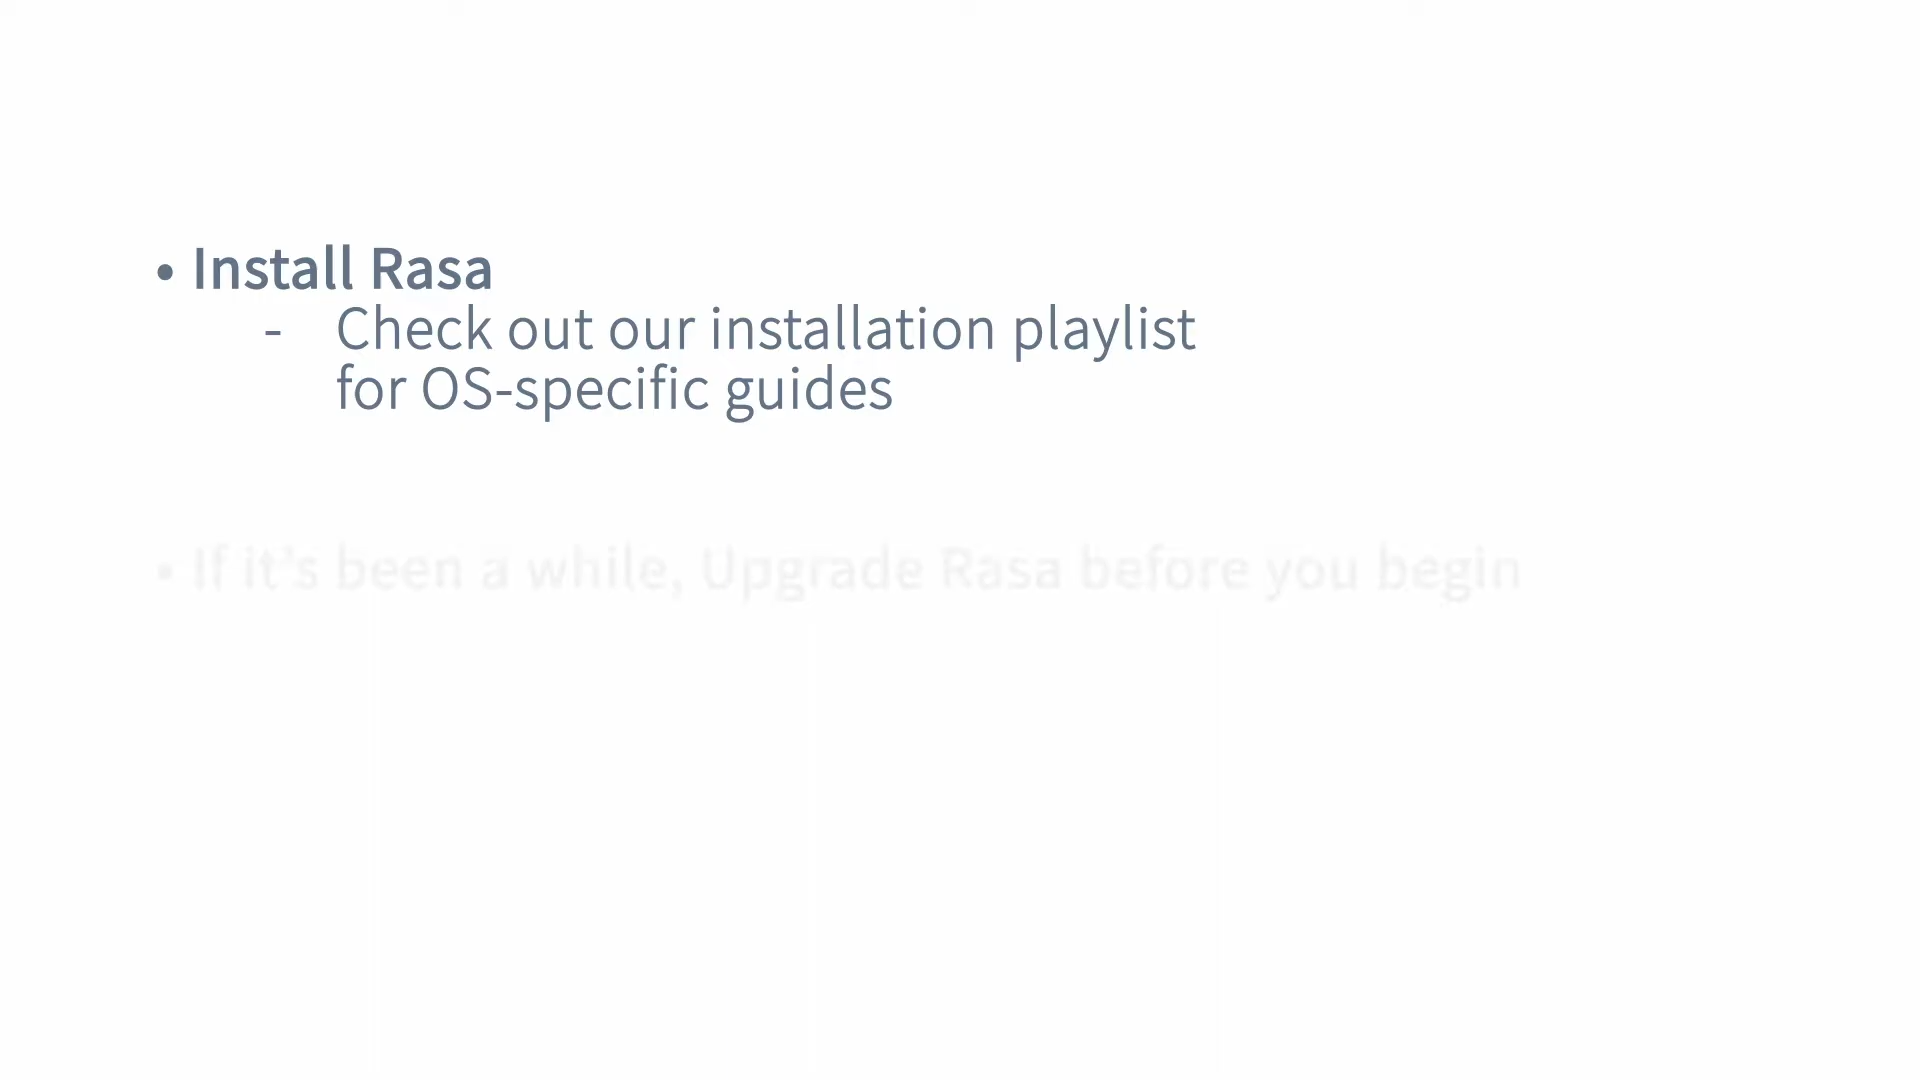 • Install Rasa
- Check out our installation playlist
for OS-specific guides
• If it's been a while, Upgrade Rasa before you begin